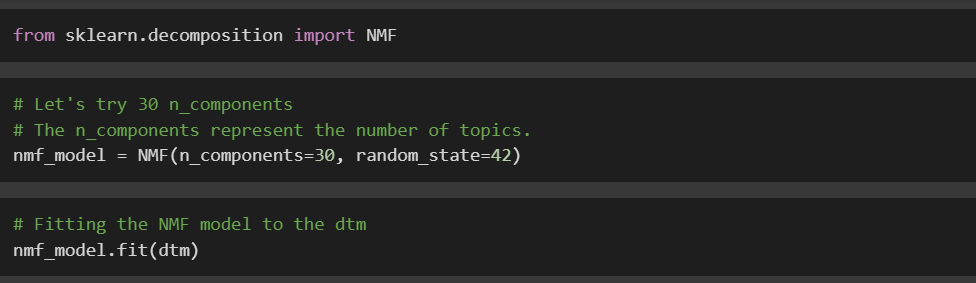 from sklearn.decomposition import NMF
# Let's try 30 n_components
# The n_components represent the number of topics.
nmf_model = NMF(n_components=30, random_state=42)
# Fitting the NMF model to the dtm
nmf_model.fit(dtm)